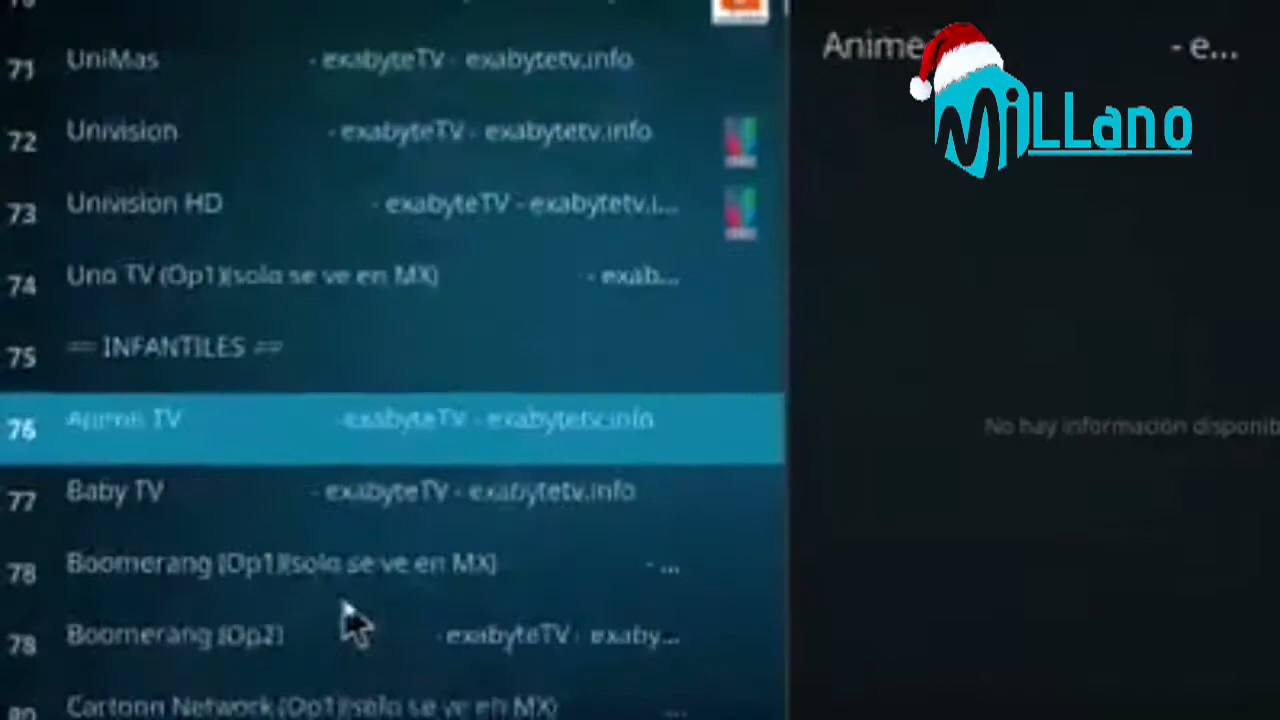 71 UniMas - exabyteTV - exabytetv.info
72 Univision - exabyteTV - exabytetv.info
73 Univision HD - exabyteTV - exabytetv.i...
74 Uno TV (Op1)(solo se ve en MX) - exab...
75 == INFANTILES ==
76 Anime TV - exabyteTV - exabytetv.info
77 Baby TV - exabyteTV - exabytetv.info
78 Boomerang (Op1)(solo se ve en MX) - ...
78 Boomerang (Op2) - exabyteTV - exaby...
80 Cartoon Network (Op1)(solo se ve en MX) ...
Anime - e...
MiLLano
No hay información disponib